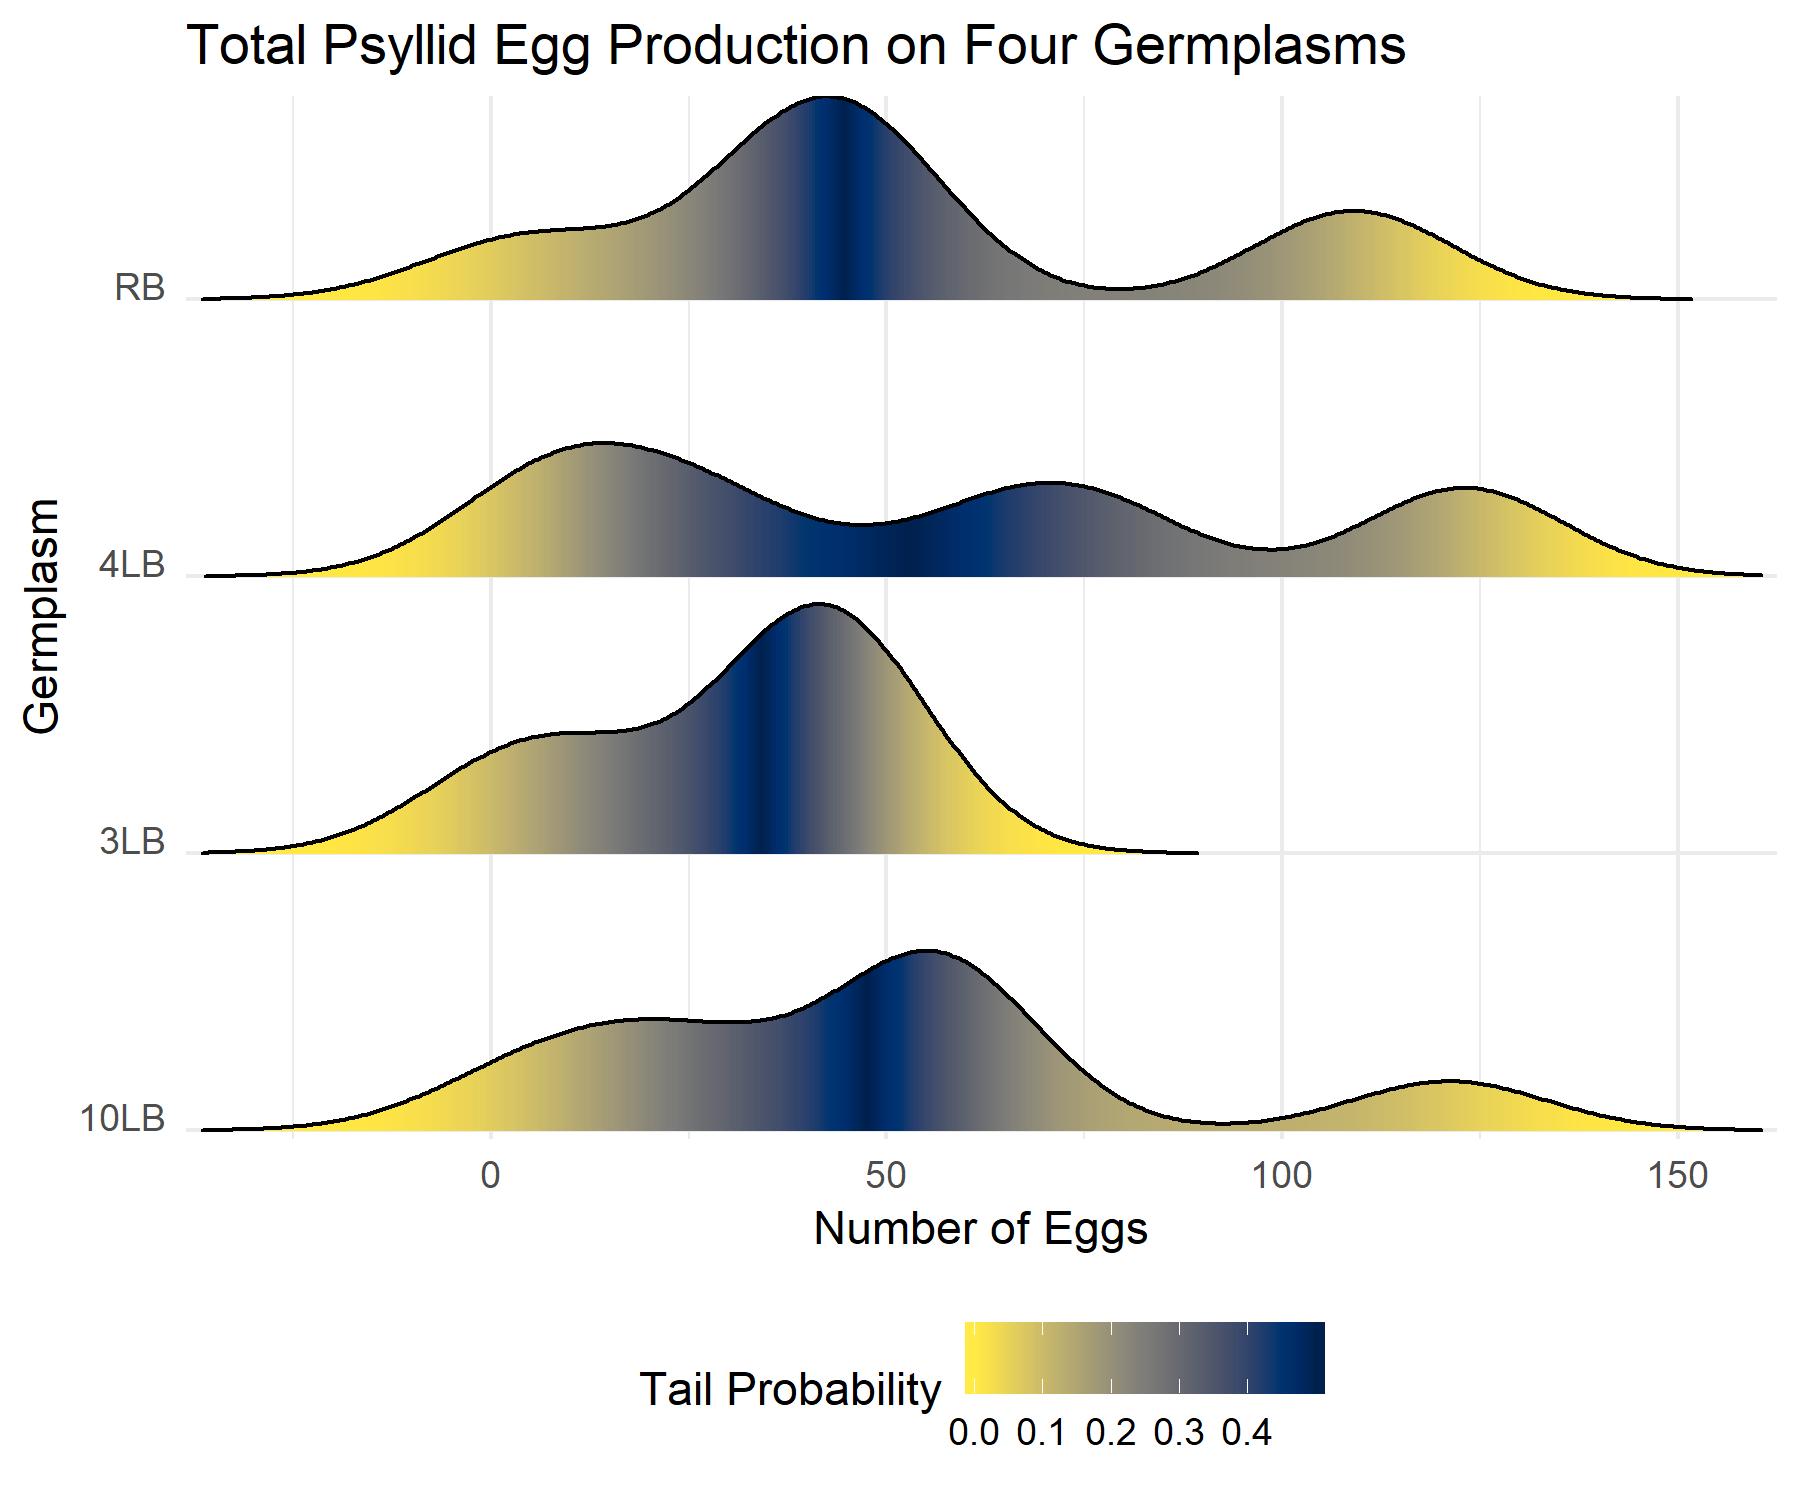 Total Psyllid Egg Production on Four Germplasms
RB
4LB
3LB
10LB
Germplasm
0 50 100 150
Number of Eggs
Tail Probability
0.0 0.1 0.2 0.3 0.4